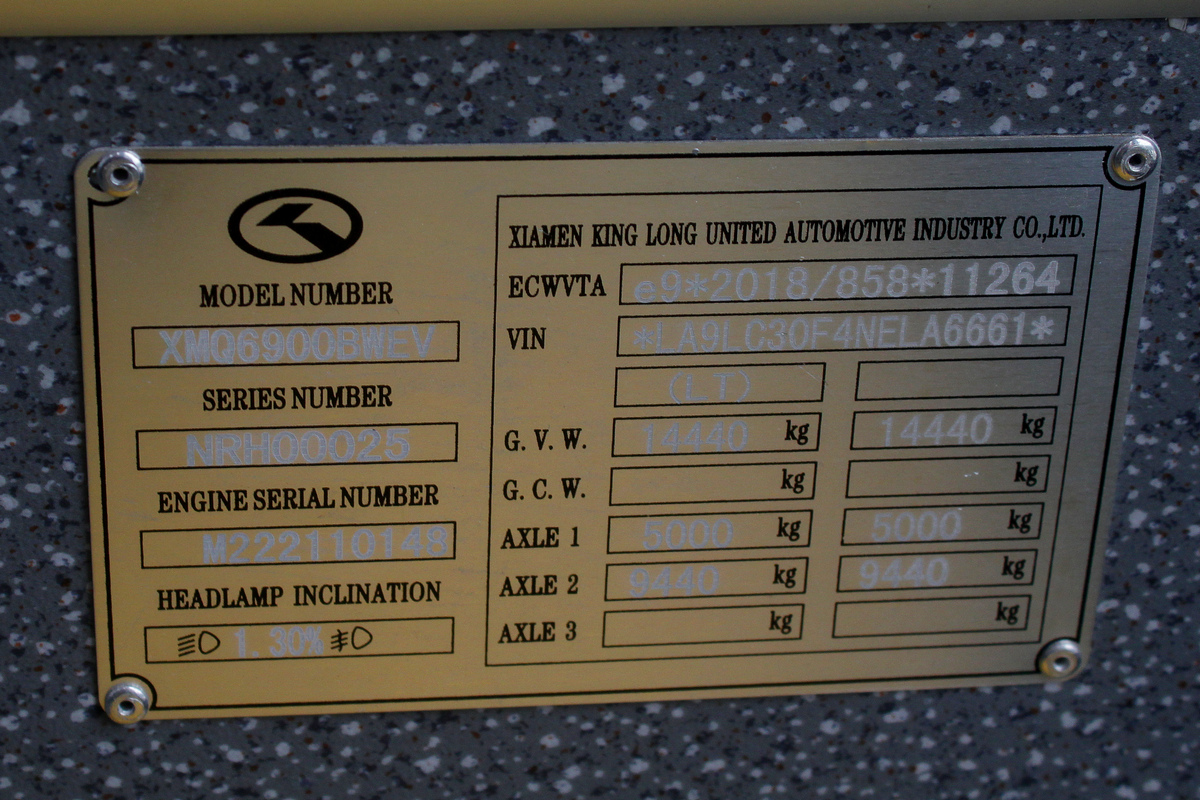 MODEL NUMBER
XMQ6900BWEV
SERIES NUMBER
NRH00025
ENGINE SERIAL NUMBER
M222110148
HEADLAMP INCLINATION
1.30%
XIAMEN KING LONG UNITED AUTOMOTIVE INDUSTRY CO.,LTD.
ECWVTA e9*2018/858*11264
VIN *LA9LC30F4NELA6661*
(LT)
G. V. W. 14440 kg 14440 kg
G. C. W. kg kg
AXLE 1 5000 kg 5000 kg
AXLE 2 9440 kg 9440 kg
AXLE 3 kg kg